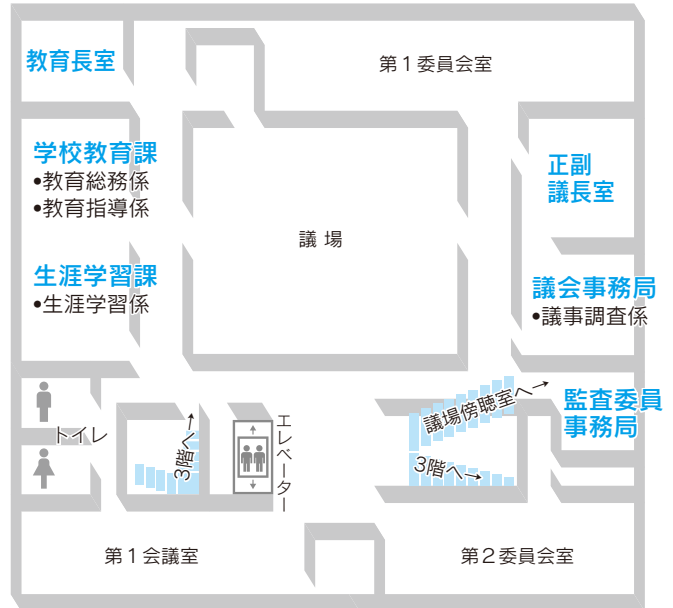 教育長室
第1委員会室
学校教育課
•教育総務係
•教育指導係
正副
議長室
議場
生涯学習課
•生涯学習係
議会事務局
•議事調査係
議場傍聴室へ→
監査委員
事務局
トイレ
3階へ→
エレベーター
3階へ→
第1会議室
第2委員会室